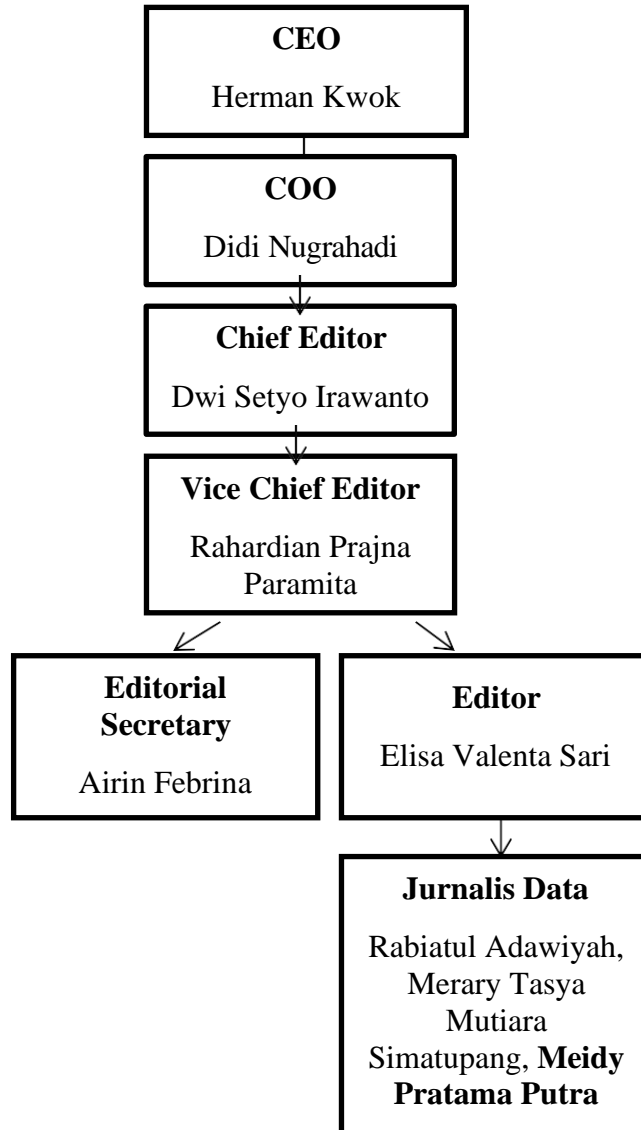 CEO
Herman Kwok
COO
Didi Nugrahadi
Chief Editor
Dwi Setyo Irawanto
Vice Chief Editor
Rahardian Prajna
Paramita
Editorial
Secretary
Airin Febrina
Editor
Elisa Valenta Sari
Jurnalis Data
Rabiatul Adawiyah,
Merary Tasya
Mutiara
Simatupang, Meidy
Pratama Putra